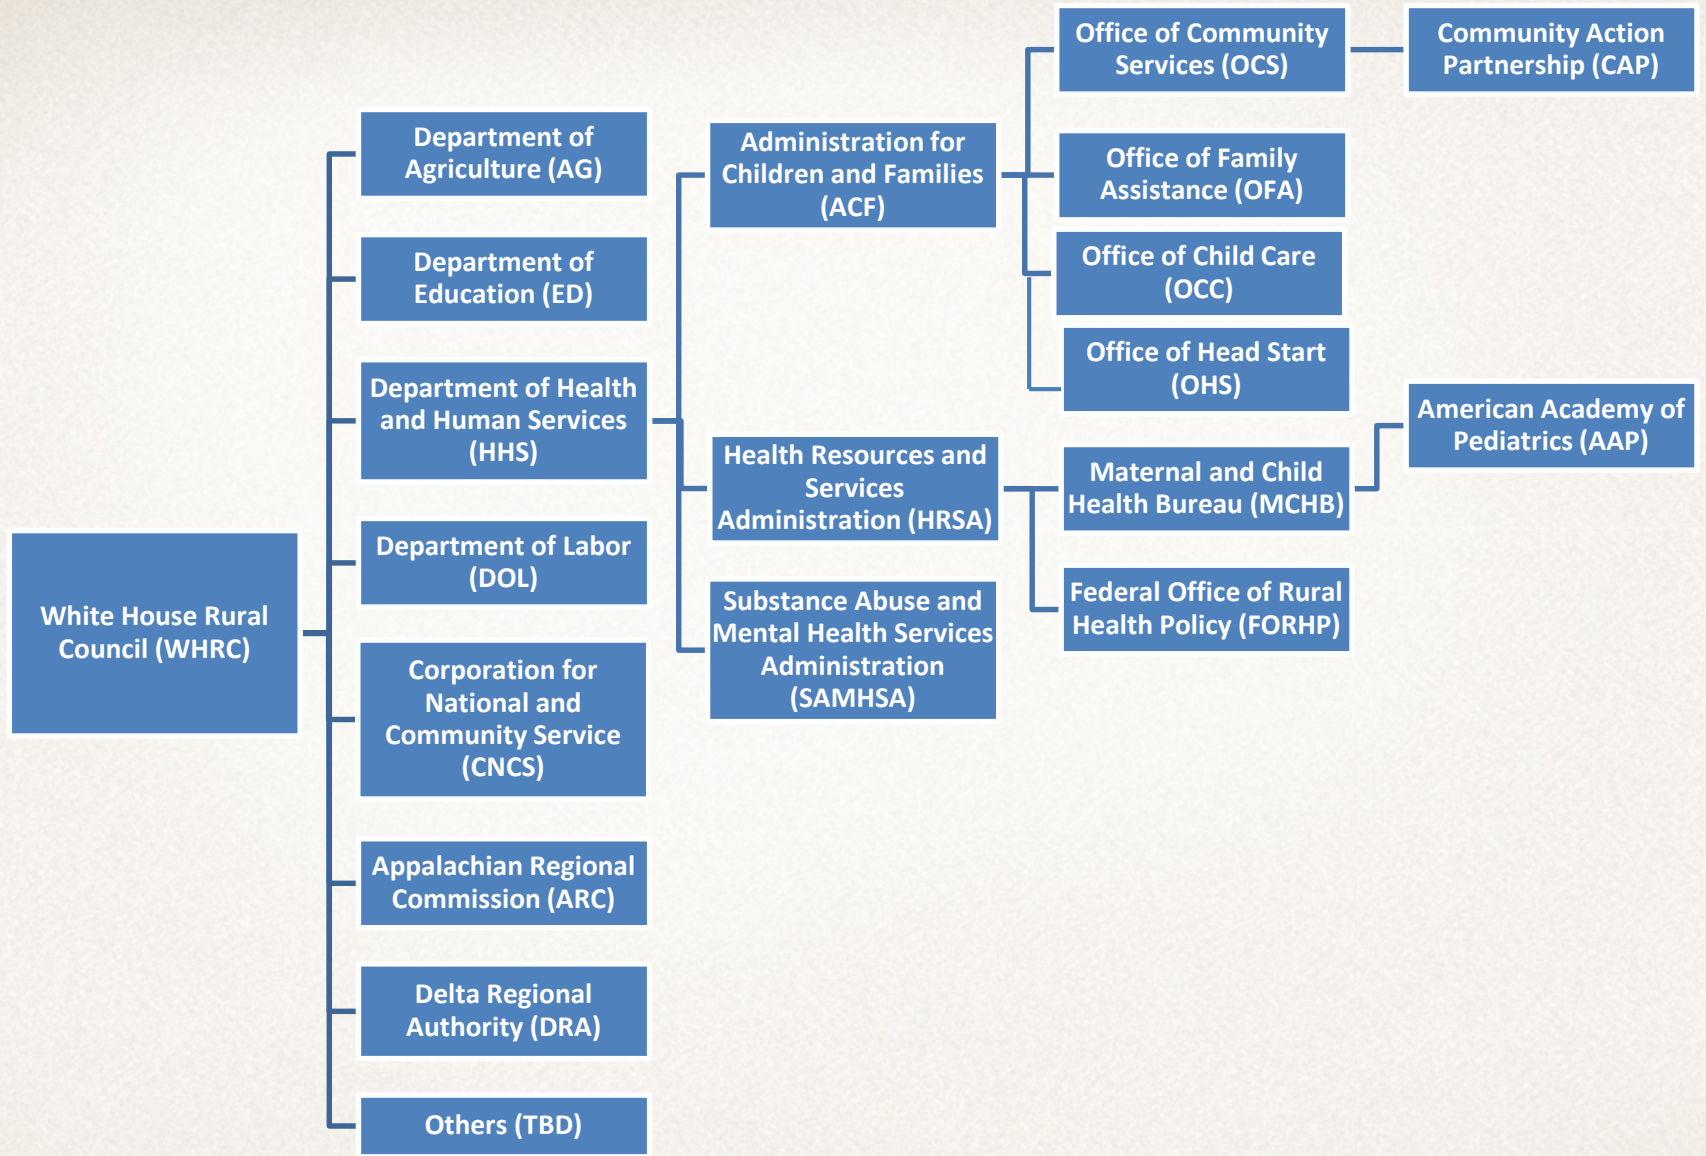 White House Rural
Council (WHRC)
Department of
Agriculture (AG)
Department of
Education (ED)
Department of Health
and Human Services
(HHS)
Department of Labor
(DOL)
Corporation for
National and
Community Service
(CNCS)
Appalachian Regional
Commission (ARC)
Delta Regional
Authority (DRA)
Others (TBD)
Administration for
Children and Families
(ACF)
Health Resources and
Services
Administration (HRSA)
Substance Abuse and
Mental Health Services
Administration
(SAMHSA)
Office of Community
Services (OCS)
Office of Family
Assistance (OFA)
Office of Child Care
(OCC)
Office of Head Start
(OHS)
Maternal and Child
Health Bureau (MCHB)
Federal Office of Rural
Health Policy (FORHP)
Community Action
Partnership (CAP)
American Academy of
Pediatrics (AAP)